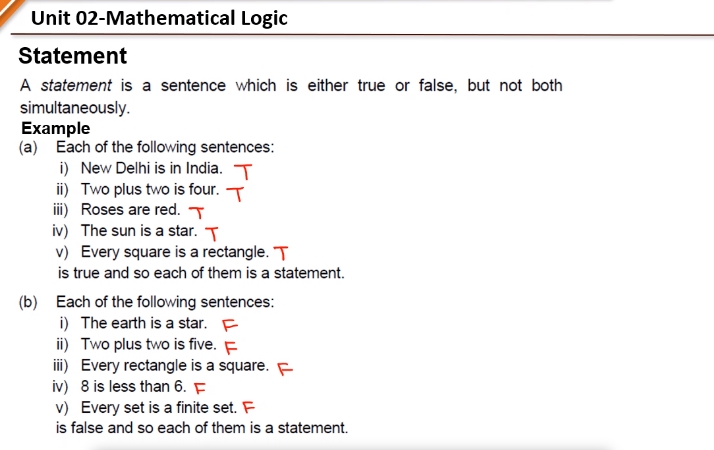 Unit 02-Mathematical Logic
Statement
A statement is a sentence which is either true or false, but not both
simultaneously.
Example
(a) Each of the following sentences:
i) New Delhi is in India. T
ii) Two plus two is four. T
iii) Roses are red. T
iv) The sun is a star. T
v) Every square is a rectangle. T
is true and so each of them is a statement.
(b) Each of the following sentences:
i) The earth is a star. F
ii) Two plus two is five. F
iii) Every rectangle is a square. F
iv) 8 is less than 6. F
v) Every set is a finite set. F
is false and so each of them is a statement.